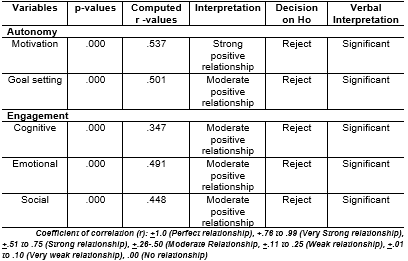 Variables p-values Computed r -values Interpretation Decision on Ho Verbal Interpretation
Autonomy
Motivation .000 .537 Strong positive relationship Reject Significant
Goal setting .000 .501 Moderate positive relationship Reject Significant
Engagement
Cognitive .000 .347 Moderate positive relationship Reject Significant
Emotional .000 .491 Moderate positive relationship Reject Significant
Social .000 .448 Moderate positive relationship Reject Significant
Coefficient of correlation (r): ±1.0 (Perfect relationship), +.76 to .99 (Very Strong relationship),
±.51 to .75 (Strong relationship), ±.26-.50 (Moderate Relationship, ±.11 to .25 (Weak relationship), ±.01
to .10 (Very weak relationship), .00 (No relationship)